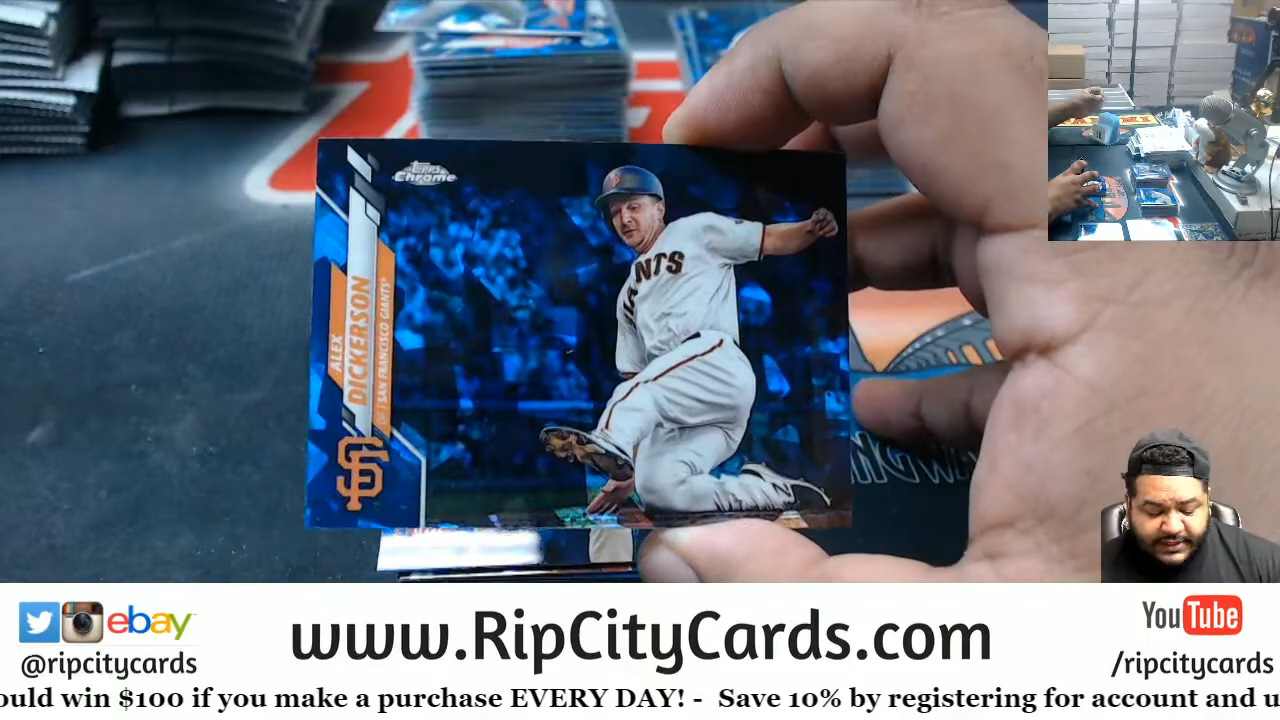 Topps
Chrome
ALEX
DICKERSON
OF | SAN FRANCISCO GIANTS
SF
GIANTS
ebay
@ripcitycards
www.RipCityCards.com
YouTube
/ripcitycards
ould win $100 if you make a purchase EVERY DAY! - Save 10% by registering for account and u